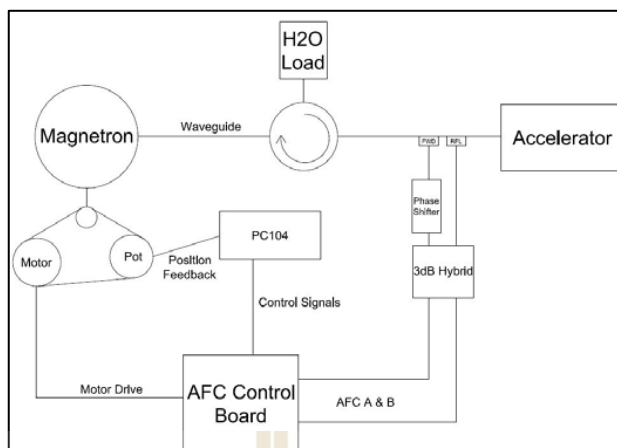 H2O
Load
Magnetron
Waveguide
Accelerator
FWD
RFL
Phase
Shifter
PC104
Motor
Pot
Position
Feedback
3dB Hybrid
Control Signals
Motor Drive
AFC Control
Board
AFC A & B